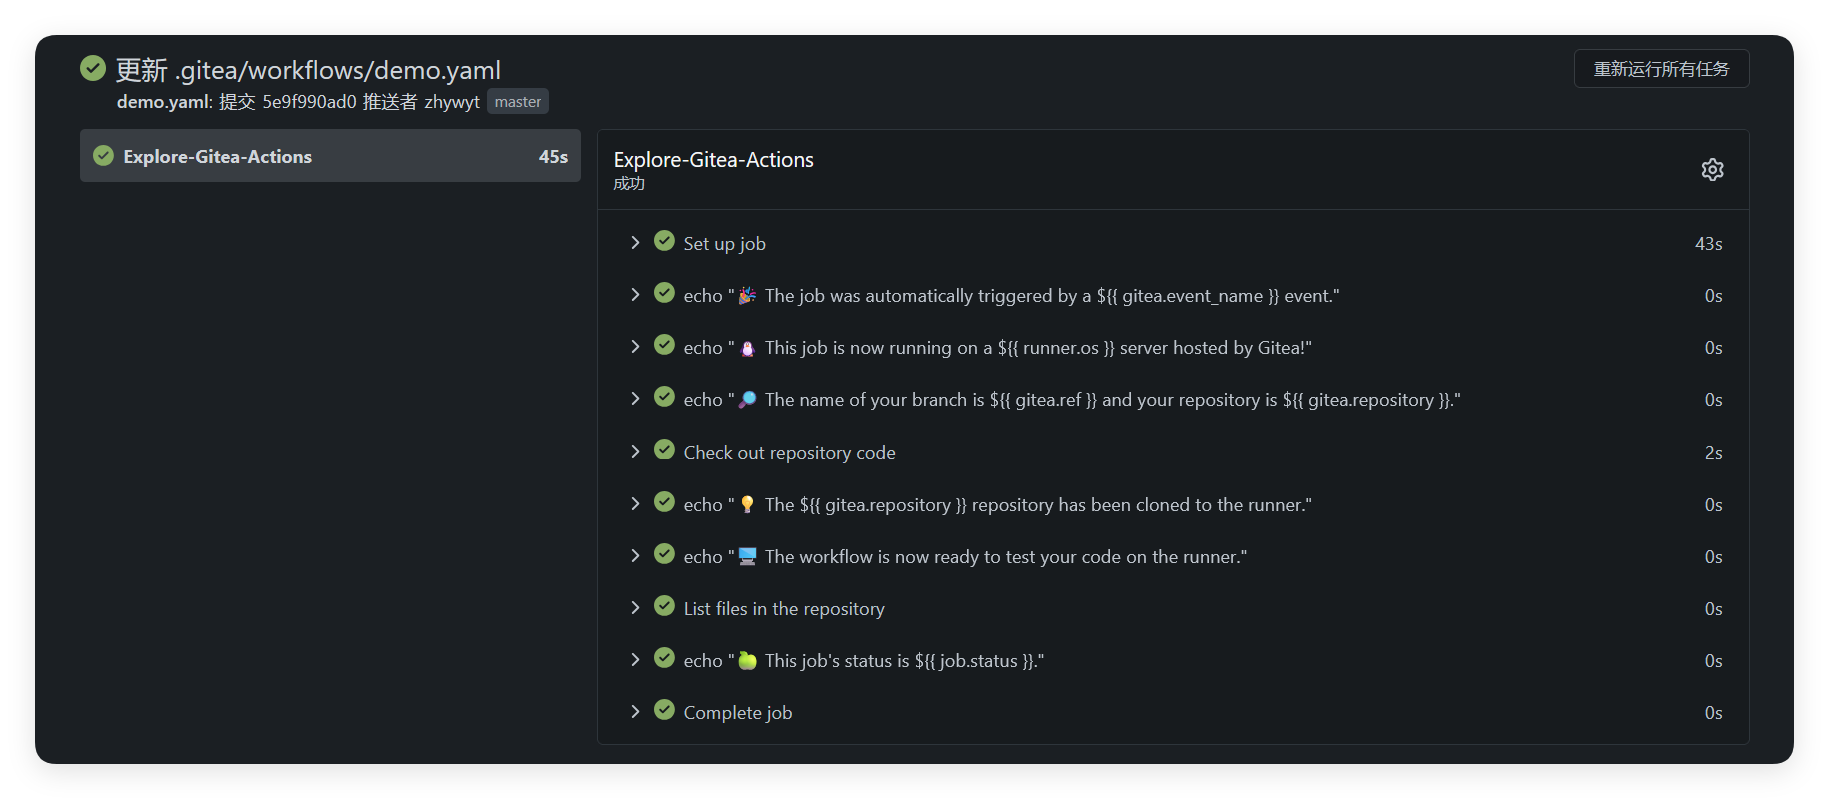 更新 .gitea/workflows/demo.yaml
重新运行所有任务
demo.yaml: 提交 5e9f990ad0 推送者 zhywyt master
Explore-Gitea-Actions 45s
Explore-Gitea-Actions
成功
Set up job 43s
echo "🎉 The job was automatically triggered by a ${{ gitea.event_name }} event." 0s
echo "🐧 This job is now running on a ${{ runner.os }} server hosted by Gitea!" 0s
echo "🔎 The name of your branch is ${{ gitea.ref }} and your repository is ${{ gitea.repository }}." 0s
Check out repository code 2s
echo "💡 The ${{ gitea.repository }} repository has been cloned to the runner." 0s
echo "🖥️ The workflow is now ready to test your code on the runner." 0s
List files in the repository 0s
echo "🍏 This job's status is ${{ job.status }}." 0s
Complete job 0s